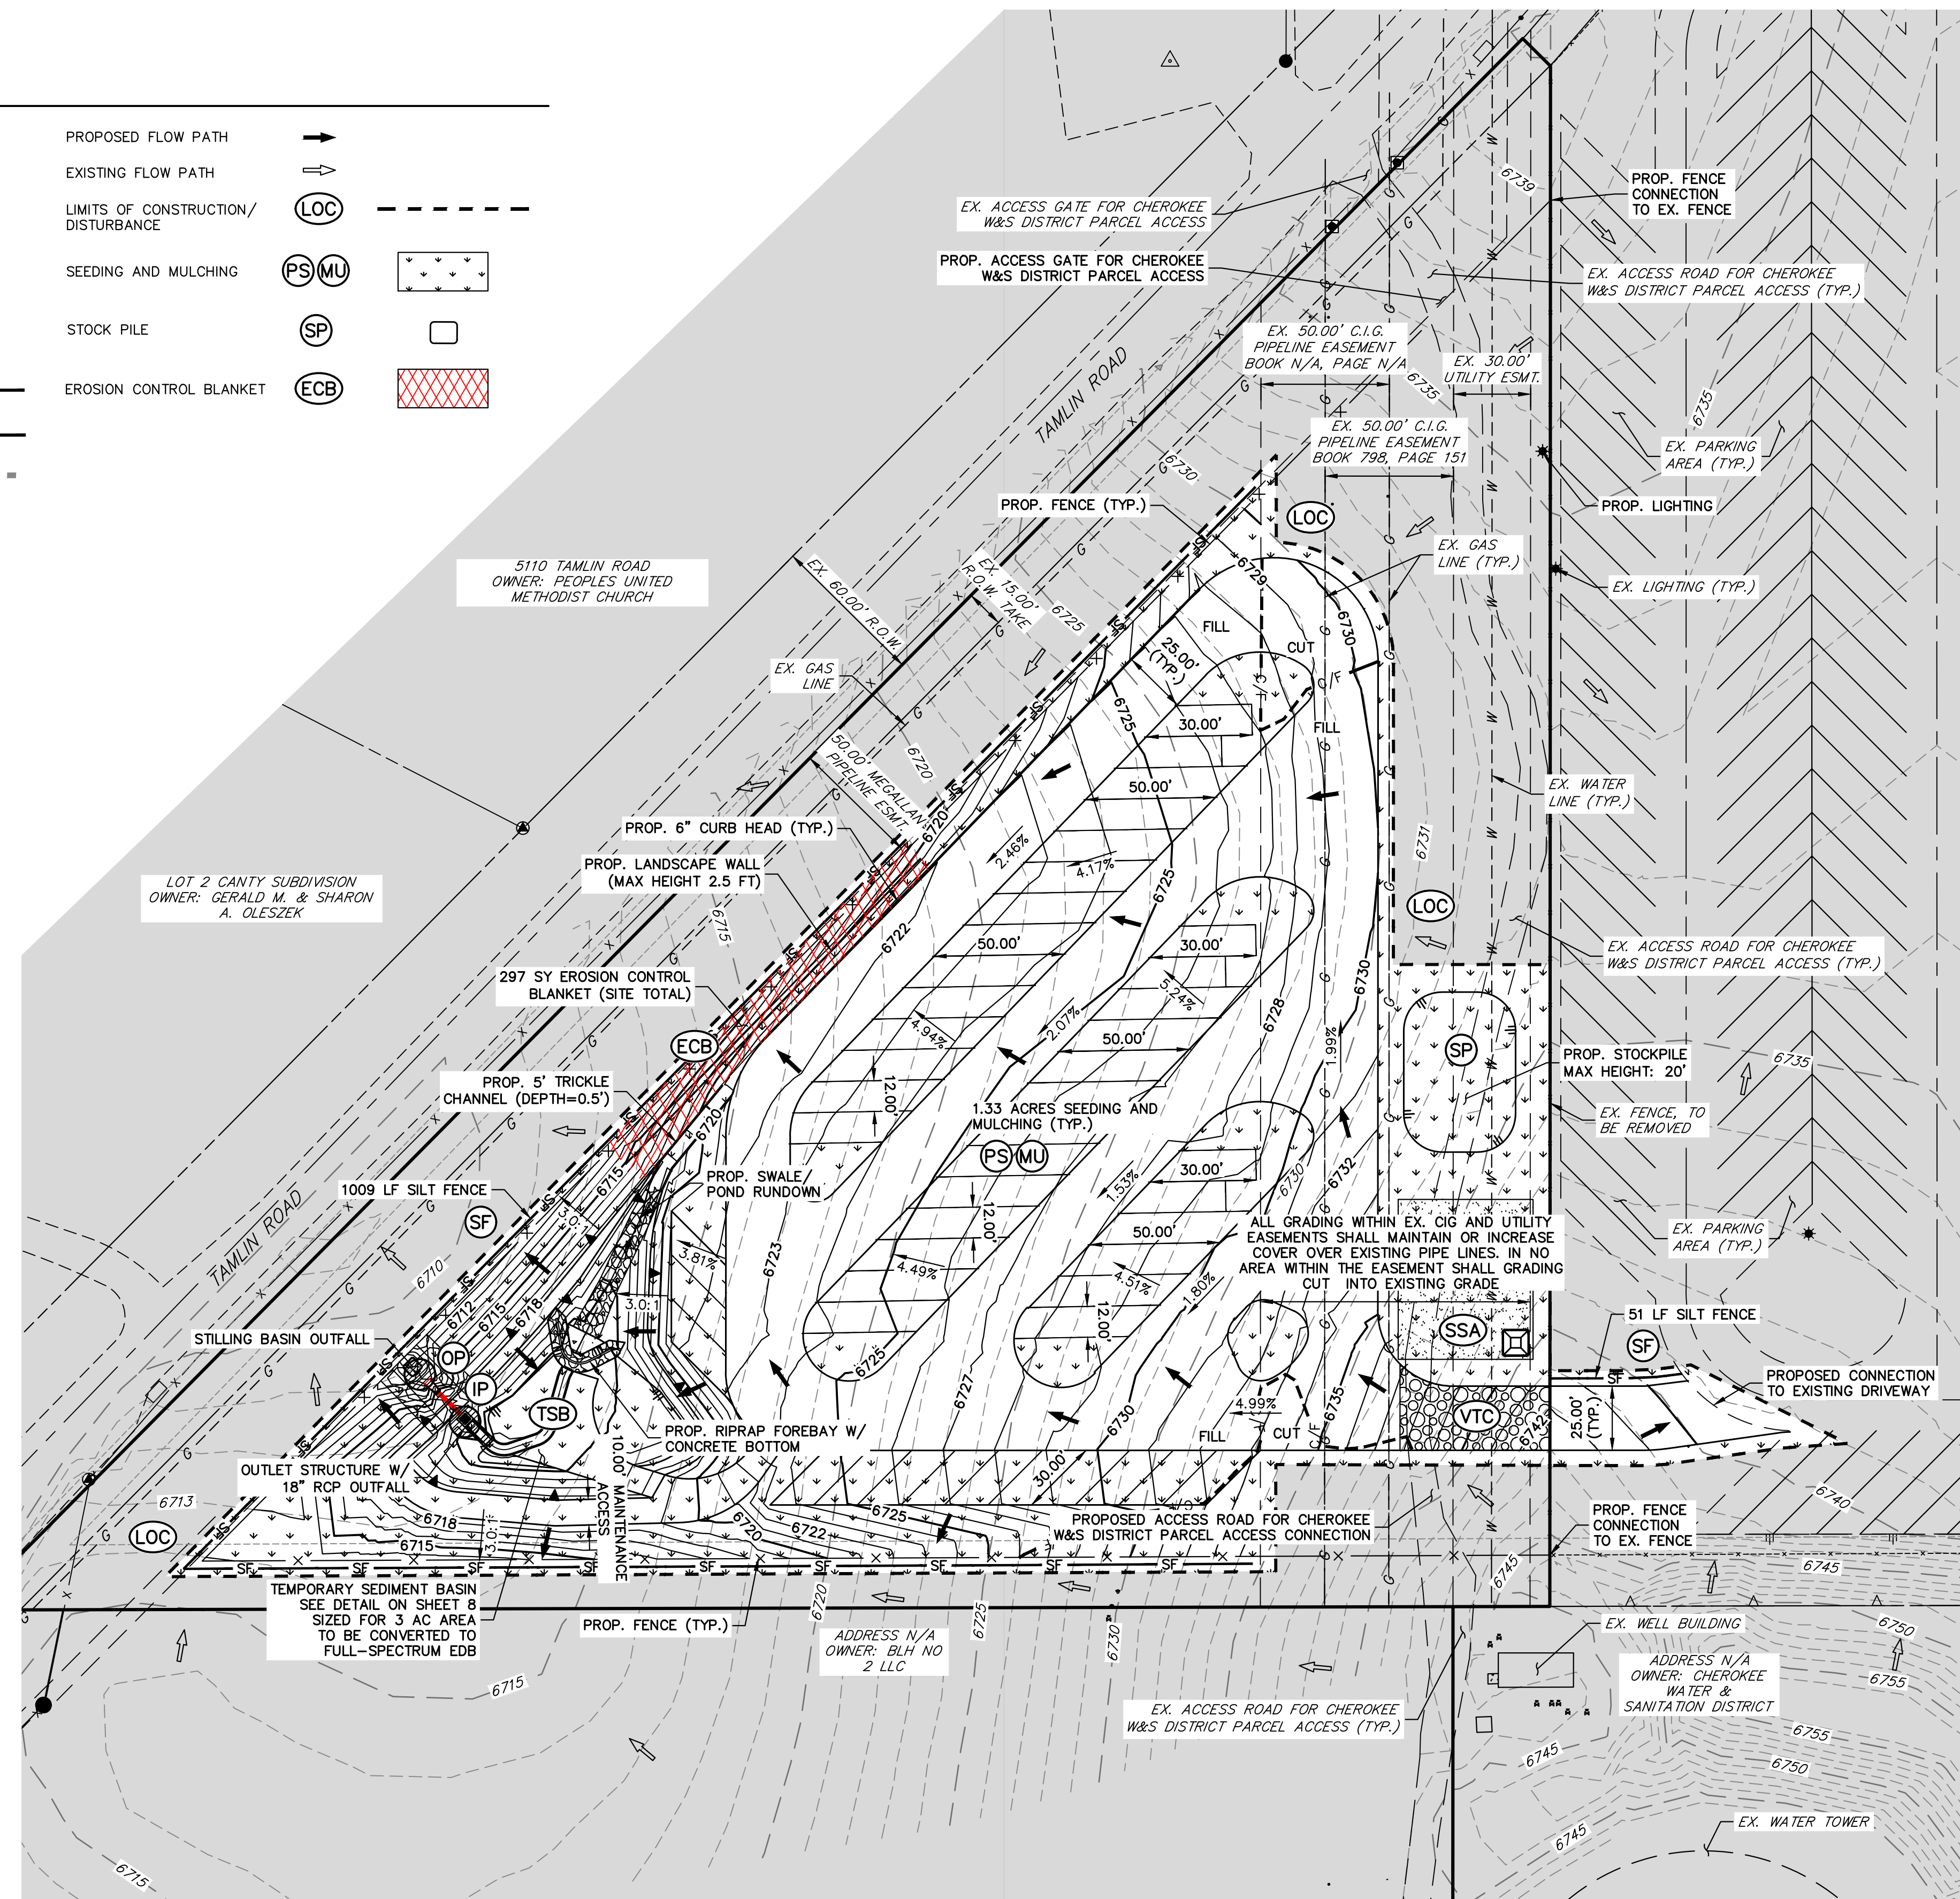 PROPOSED FLOW PATH
EXISTING FLOW PATH
LIMITS OF CONSTRUCTION/
DISTURBANCE
LOC
SEEDING AND MULCHING
PS MU
STOCK PILE
SP
EROSION CONTROL BLANKET
ECB
6739
PROP. FENCE
CONNECTION
TO EX. FENCE
EX. ACCESS GATE FOR CHEROKEE
W&S DISTRICT PARCEL ACCESS
PROP. ACCESS GATE FOR CHEROKEE
W&S DISTRICT PARCEL ACCESS
EX. ACCESS ROAD FOR CHEROKEE
W&S DISTRICT PARCEL ACCESS (TYP.)
EX. 50.00' C.I.G.
PIPELINE EASEMENT
BOOK N/A, PAGE N/A
EX. 30.00'
UTILITY ESMT.
6735
6735
TAMLIN ROAD
EX. 50.00' C.I.G.
PIPELINE EASEMENT
BOOK 798, PAGE 151
EX. PARKING
AREA (TYP.)
6730
PROP. FENCE (TYP.)
LOC
PROP. LIGHTING
EX. GAS
LINE (TYP.)
EX. LIGHTING (TYP.)
5110 TAMLIN ROAD
OWNER: PEOPLES UNITED
METHODIST CHURCH
EX. 60.00' R.O.W.
EX. 15.00'
R.O.W. TAKE
6725
6729
6730
FILL
CUT
25.00'
(TYP.)
C/F
C/F
EX. GAS
LINE
6725
30.00'
FILL
50.00' MEGALLAN
PIPELINE ESMT.
6720
50.00'
EX. WATER
LINE (TYP.)
PROP. 6" CURB HEAD (TYP.)
6720
2.46%
4.17%
6731
PROP. LANDSCAPE WALL
(MAX HEIGHT 2.5 FT)
6725
LOT 2 CANTY SUBDIVISION
OWNER: GERALD M. & SHARON
A. OLESZEK
LOC
6715
6722
50.00'
30.00'
EX. ACCESS ROAD FOR CHEROKEE
W&S DISTRICT PARCEL ACCESS (TYP.)
297 SY EROSION CONTROL
BLANKET (SITE TOTAL)
5.24%
6730
6728
4.94%
2.07%
1.96%
ECB
50.00'
SP
PROP. STOCKPILE
MAX HEIGHT: 20'
6735
PROP. 5' TRICKLE
CHANNEL (DEPTH=0.5')
12.00'
1.33 ACRES SEEDING AND
MULCHING (TYP.)
EX. FENCE, TO
BE REMOVED
6720
PS MU
PROP. SWALE/
POND RUNDOWN
30.00'
6730
6732
1.53%
1009 LF SILT FENCE
SF
6715
3.0:1
TAMLIN ROAD
12.00'
50.00'
ALL GRADING WITHIN EX. CIG AND UTILITY
EASEMENTS SHALL MAINTAIN OR INCREASE
COVER OVER EXISTING PIPE LINES. IN NO
AREA WITHIN THE EASEMENT SHALL GRADING
CUT INTO EXISTING GRADE
EX. PARKING
AREA (TYP.)
6710
3.81%
6723
4.49%
4.51%
1.80%
3.0:1
6712
6715
6718
12.00'
51 LF SILT FENCE
STILLING BASIN OUTFALL
SSA
SF
OP
IP
6725
SF
PROPOSED CONNECTION
TO EXISTING DRIVEWAY
TSB
6727
6730
4.99%
6735
VTC
6742
25.00'
(TYP.)
PROP. RIPRAP FOREBAY W/
CONCRETE BOTTOM
FILL
CUT
C/F
10.00' MAINTENANCE
ACCESS
OUTLET STRUCTURE W/
18" RCP OUTFALL
30.00'
6740
6713
LOC
6718
6715
3.0:1
6720
6722
6725
C/F
PROPOSED ACCESS ROAD FOR CHEROKEE
W&S DISTRICT PARCEL ACCESS CONNECTION
PROP. FENCE
CONNECTION
TO EX. FENCE
SF SF SF SF SF SF SF SF SF
6745
6745
TEMPORARY SEDIMENT BASIN
SEE DETAIL ON SHEET 8
SIZED FOR 3 AC AREA
TO BE CONVERTED TO
FULL-SPECTRUM EDB
PROP. FENCE (TYP.)
6720
6725
6730
ADDRESS N/A
OWNER: BLH NO
2 LLC
EX. WELL BUILDING
6750
ADDRESS N/A
OWNER: CHEROKEE
WATER &
SANITATION DISTRICT
6755
6715
EX. ACCESS ROAD FOR CHEROKEE
W&S DISTRICT PARCEL ACCESS (TYP.)
6755
6745
6750
EX. WATER TOWER
6745
6715